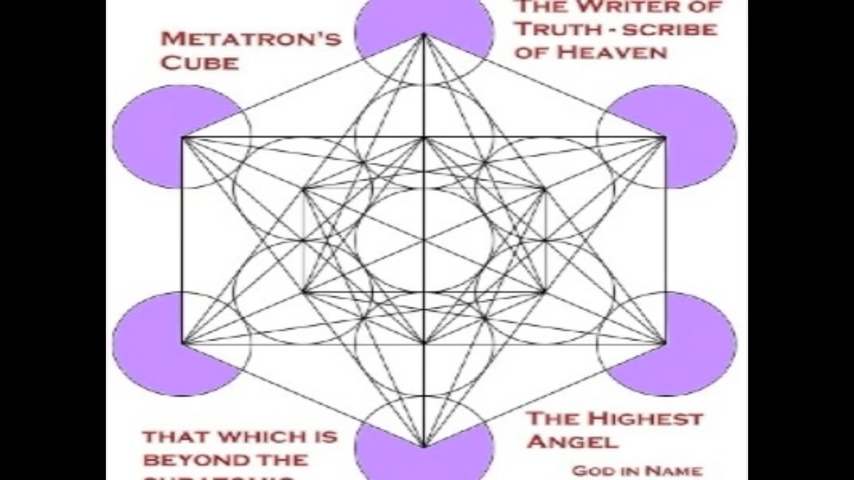 METATRON'S
CUBE
THE WRITER OF
TRUTH - SCRIBE
OF HEAVEN
THAT WHICH IS
BEYOND THE
SUBATOMIC
THE HIGHEST
ANGEL
GOD IN NAME